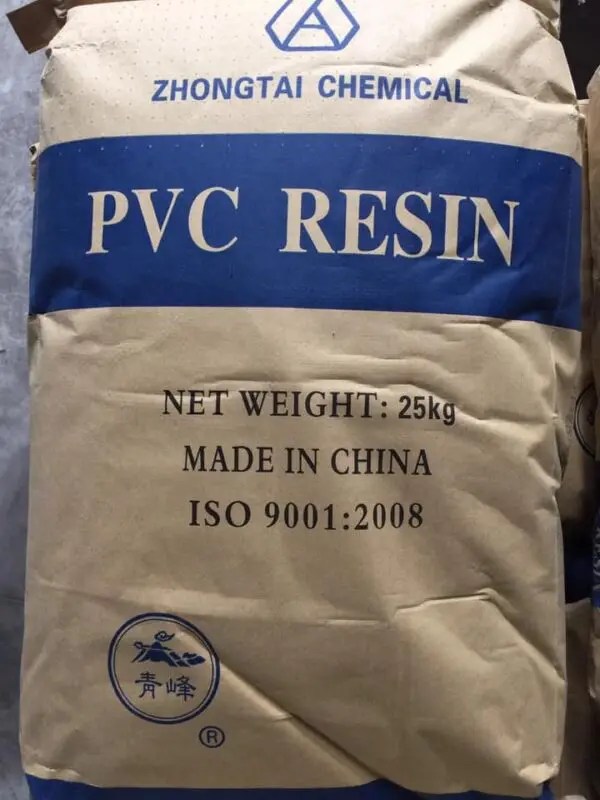 ZHONGTAI CHEMICAL
PVC RESIN
NET WEIGHT: 25kg
MADE IN CHINA
ISO 9001:2008
青峰
®